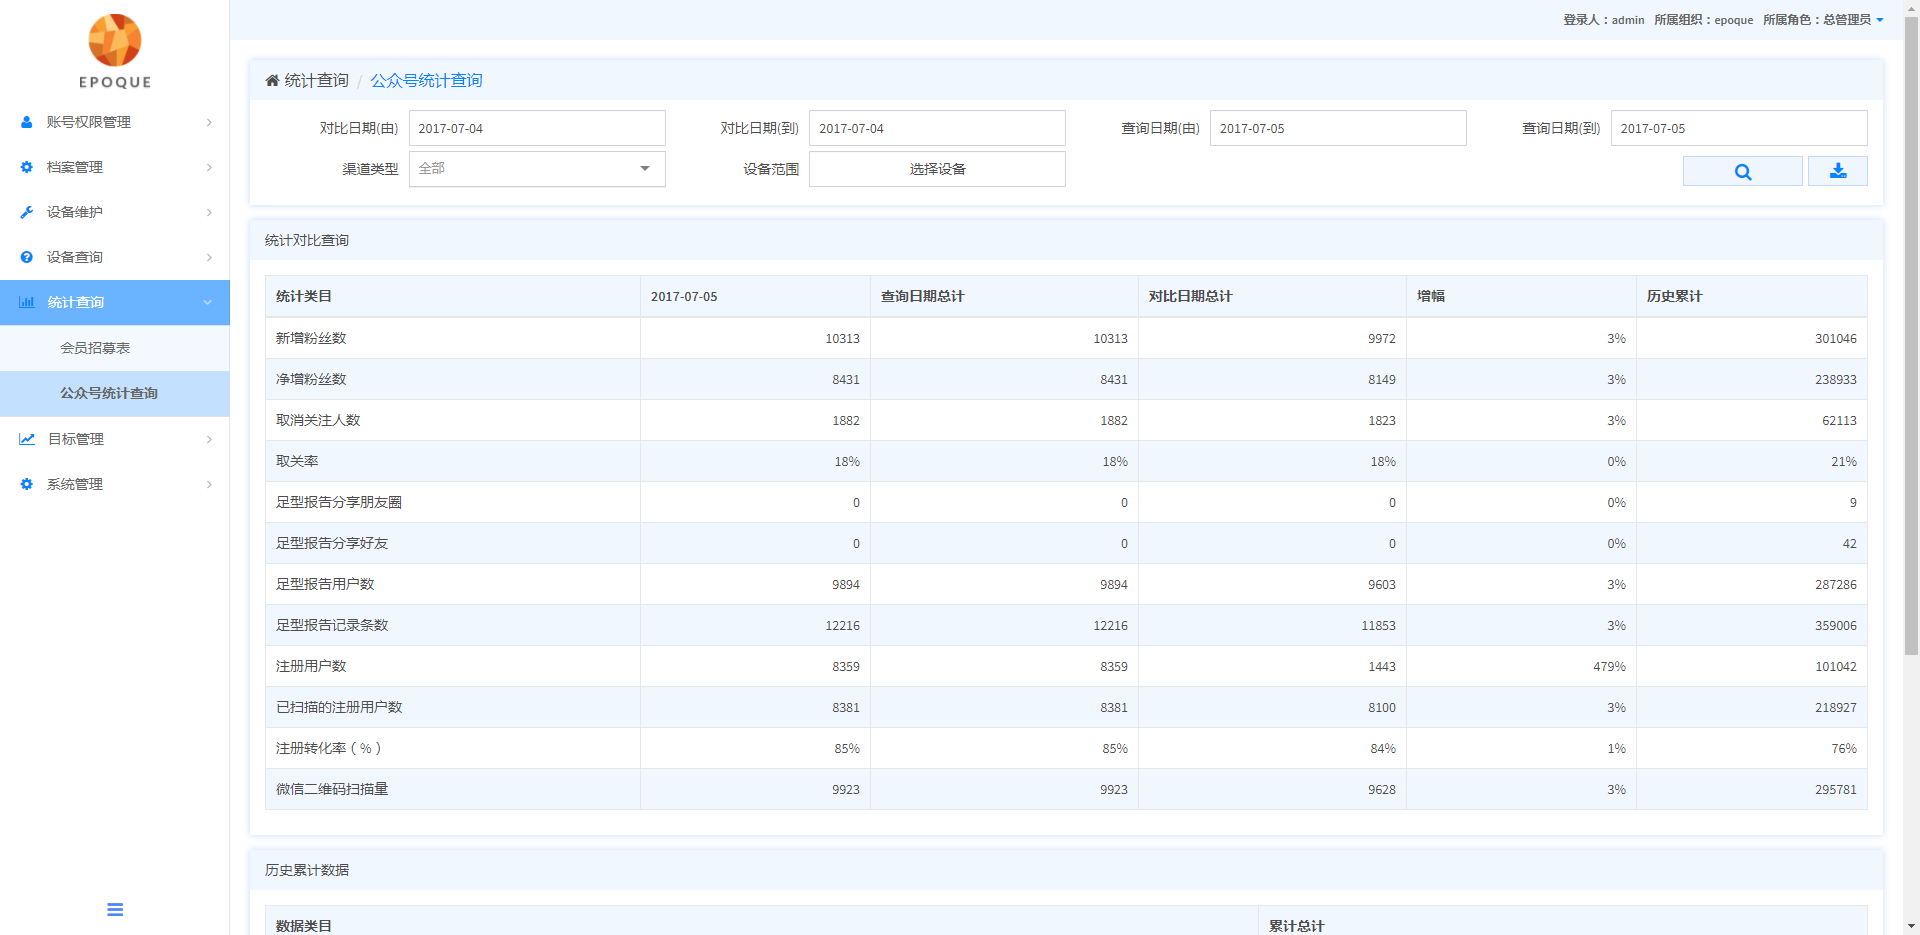 EPOQUE
账号权限管理
档案管理
设备维护
设备查询
统计查询
会员招募表
公众号统计查询
目标管理
系统管理
登录人：admin 所属组织：epoque 所属角色：总管理员
统计查询 / 公众号统计查询
对比日期(由) 2017-07-04 对比日期(到) 2017-07-04 查询日期(由) 2017-07-05 查询日期(到) 2017-07-05
渠道类型 全部 设备范围 选择设备
统计对比查询
统计类目 2017-07-05 查询日期总计 对比日期总计 增幅 历史累计
新增粉丝数 10313 10313 9972 3% 301046
净增粉丝数 8431 8431 8149 3% 238933
取消关注人数 1882 1882 1823 3% 62113
取关率 18% 18% 18% 0% 21%
足型报告分享朋友圈 0 0 0 0% 9
足型报告分享好友 0 0 0 0% 42
足型报告用户数 9894 9894 9603 3% 287286
足型报告记录条数 12216 12216 11853 3% 359006
注册用户数 8359 8359 1443 479% 101042
已扫描的注册用户数 8381 8381 8100 3% 218927
注册转化率（%） 85% 85% 84% 1% 76%
微信二维码扫描量 9923 9923 9628 3% 295781
历史累计数据
数据类目 累计总计